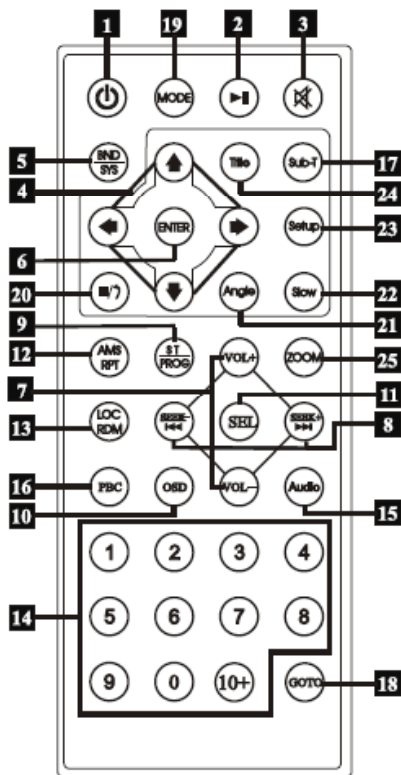 1 19 2 3
MODE
5 BND/SYS Title Sub-T 17
4 24
ENTER Setup 23
6
20 Angle Slow 22
9 21
12 AMS RPT ST/PROG VOL+ ZOOM 25
7 11
13 LOC RDM SEEK- SEL SEEK+ 8
16 PBC OSD VOL- Audio
10 15
1 2 3 4
14 5 6 7 8
9 0 10+ GOTO 18